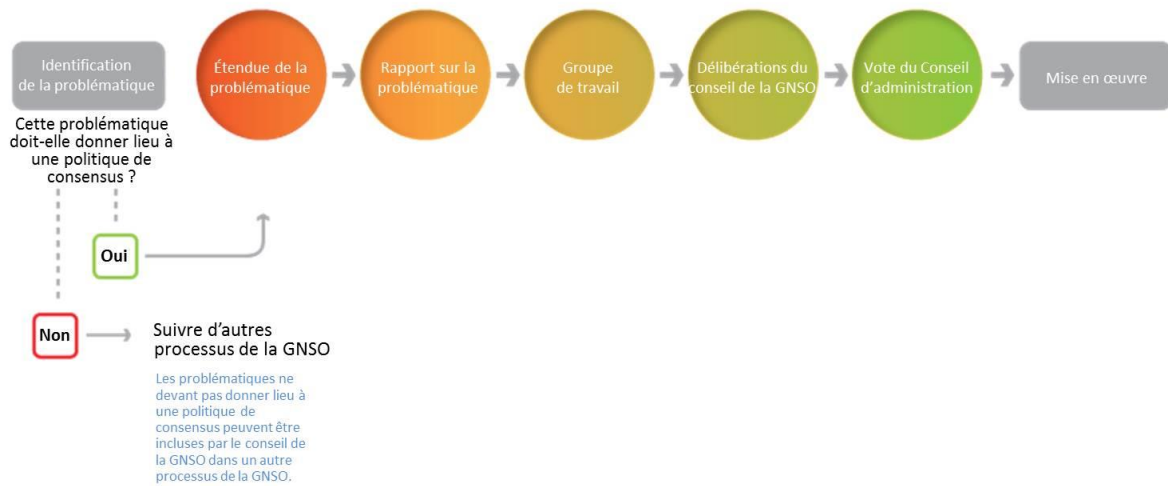 Identification
de la problématique
Cette problématique
doit-elle donner lieu à
une politique de
consensus ?
Étendue de la
problématique
Rapport sur la
problématique
Groupe
de travail
Délibérations du
conseil de la GNSO
Vote du Conseil
d'administration
Mise en œuvre
Oui
Non
Suivre d'autres
processus de la GNSO
Les problématiques ne
devant pas donner lieu à
une politique de
consensus peuvent être
incluses par le conseil de
la GNSO dans un autre
processus de la GNSO.